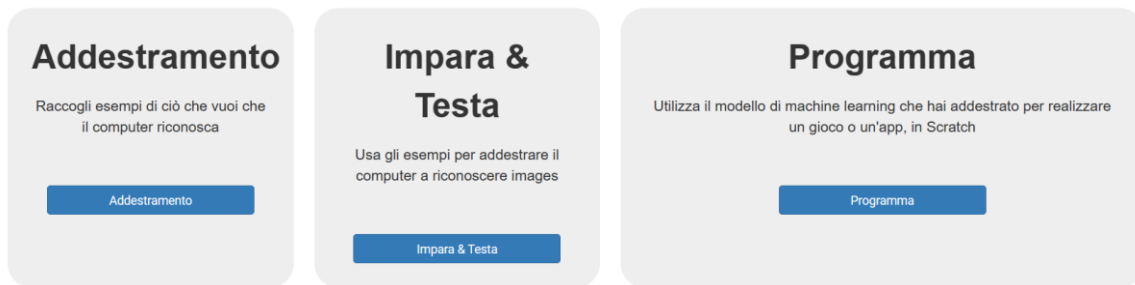 Addestramento
Raccogli esempi di ciò che vuoi che
il computer riconosca
Addestramento
Impara &
Testa
Usa gli esempi per addestrare il
computer a riconoscere images
Impara & Testa
Programma
Utilizza il modello di machine learning che hai addestrato per realizzare
un gioco o un'app, in Scratch
Programma